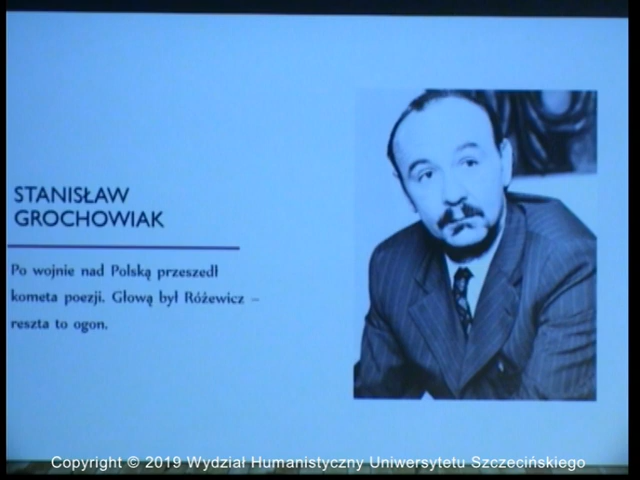 STANISŁAW
GROCHOWIAK
Po wojnie nad Polską przeszedł
kometa poezji. Głową był Różewicz –
reszta to ogon.
Copyright © 2019 Wydział Humanistyczny Uniwersytetu Szczecińskiego